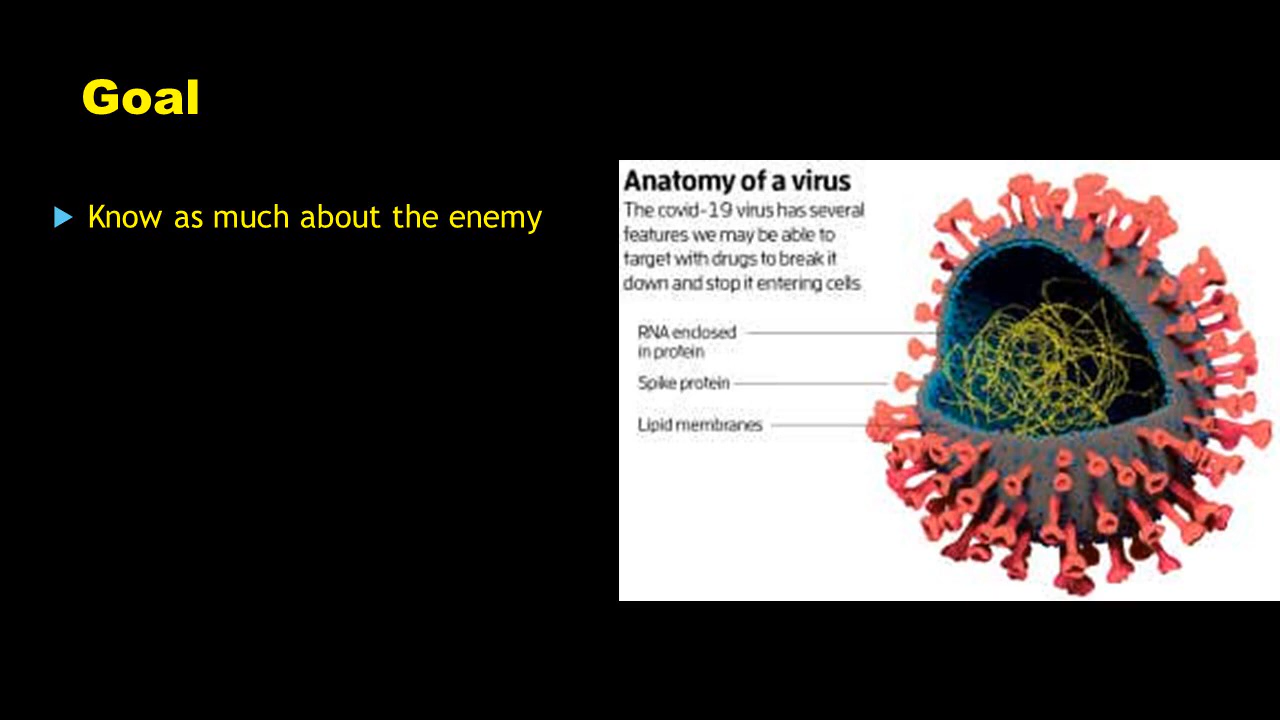 Goal
Know as much about the enemy
Anatomy of a virus
The covid-19 virus has several
features we may be able to
target with drugs to break it
down and stop it entering cells
RNA enclosed
in protein
Spike protein
Lipid membranes